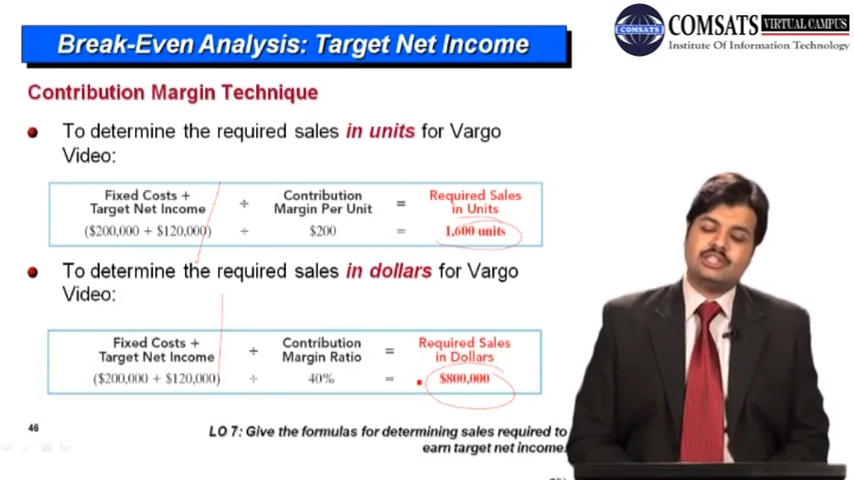 Break-Even Analysis: Target Net Income
COMSATS
COMSATS VIRTUAL CAMPUS
Institute Of Information Technology
Contribution Margin Technique
To determine the required sales in units for Vargo
Video:
Fixed Costs + Contribution Required Sales
Target Net Income ÷ Margin Per Unit = in Units
($200,000 + $120,000) ÷ $200 = 1,600 units
To determine the required sales in dollars for Vargo
Video:
Fixed Costs + Contribution Required Sales
Target Net Income ÷ Margin Ratio = in Dollars
($200,000 + $120,000) ÷ 40% = $800,000
46
LO 7: Give the formulas for determining sales required to
earn target net income.